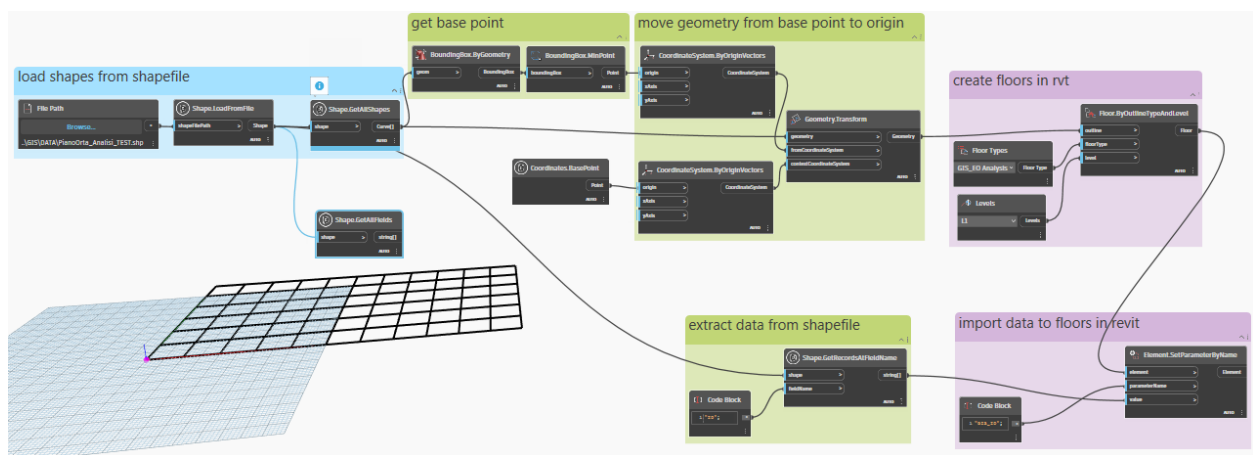 get base point
move geometry from base point to origin
BoundingBox.ByGeometry
geom > BoundingBox
AUTO
BoundingBox.MinPoint
boundingBox > Point
AUTO
CoordinateSystem.ByOriginVectors
origin > CoordinateSystem
xAxis >
yAxis >
AUTO
load shapes from shapefile
File Path
Browse...
..\GIS\DATA\PianoOrta_Analisi_TEST.shp
Shape.LoadFromFile
shapeFilePath > Shape
AUTO
Shape.GetAllShapes
shape > Curve[]
AUTO
Geometry.Transform
geometry > Geometry
fromCoordinateSystem >
contextCoordinateSystem >
AUTO
create floors in rvt
Floor.ByOutlineTypeAndLevel
outline > Floor
floorType >
level >
AUTO
Floor Types
GIS_FO Analysis Floor Type
Levels
L1 Levels
Coordinates.BasePoint
Point
AUTO
CoordinateSystem.ByOriginVectors
origin > CoordinateSystem
xAxis >
yAxis >
AUTO
Shape.GetAllFields
shape > string[]
AUTO
extract data from shapefile
Shape.GetRecordsAtFieldName
shape > string[]
fieldName >
AUTO
Code Block
import data to floors in revit
Element.SetParameterByName
element > Element
parameterName >
value >
AUTO
Code Block